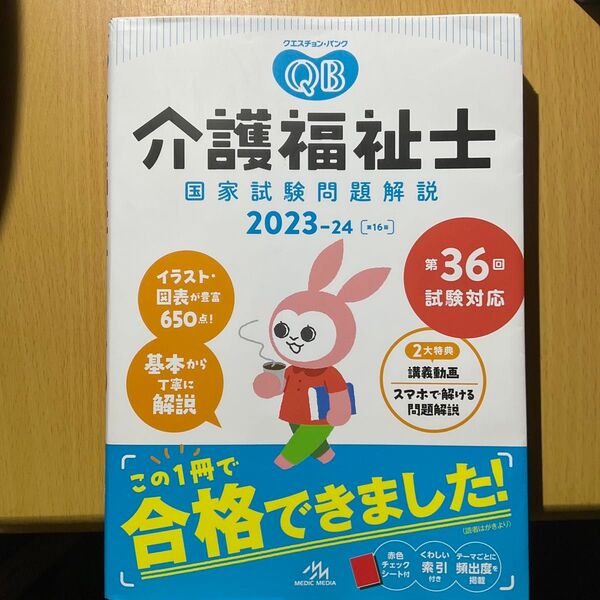 クエスチョン・バンク
QB
介護福祉士
国家試験問題解説
2023-24 [第16版]
第36回
試験対応
イラスト・
図表が豊富
650点!
基本から
丁寧に
解説
2大特典
講義動画
スマホで解ける
問題解説
この1冊で
合格できました!
(読者はがきより)
赤色
チェック
シート付
くわしい
索引
付き
テーマごとに
頻出度を
掲載
MEDIC MEDIA